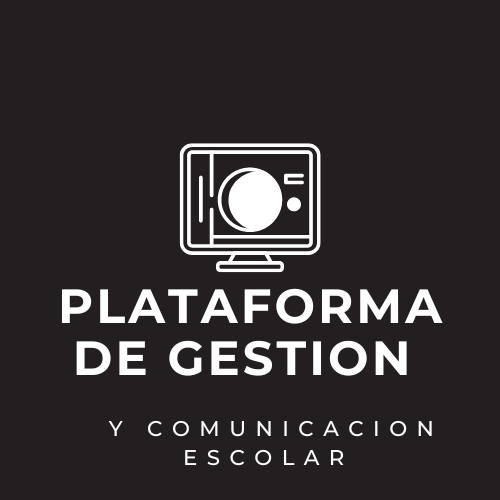 PLATAFORMA
DE GESTION
Y COMUNICACION
ESCOLAR